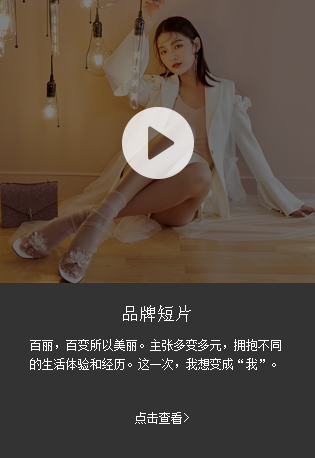 品牌短片
百丽，百变所以美丽。主张多变多元，拥抱不同
的生活体验和经历。这一次，我想变成“我”。
点击查看>